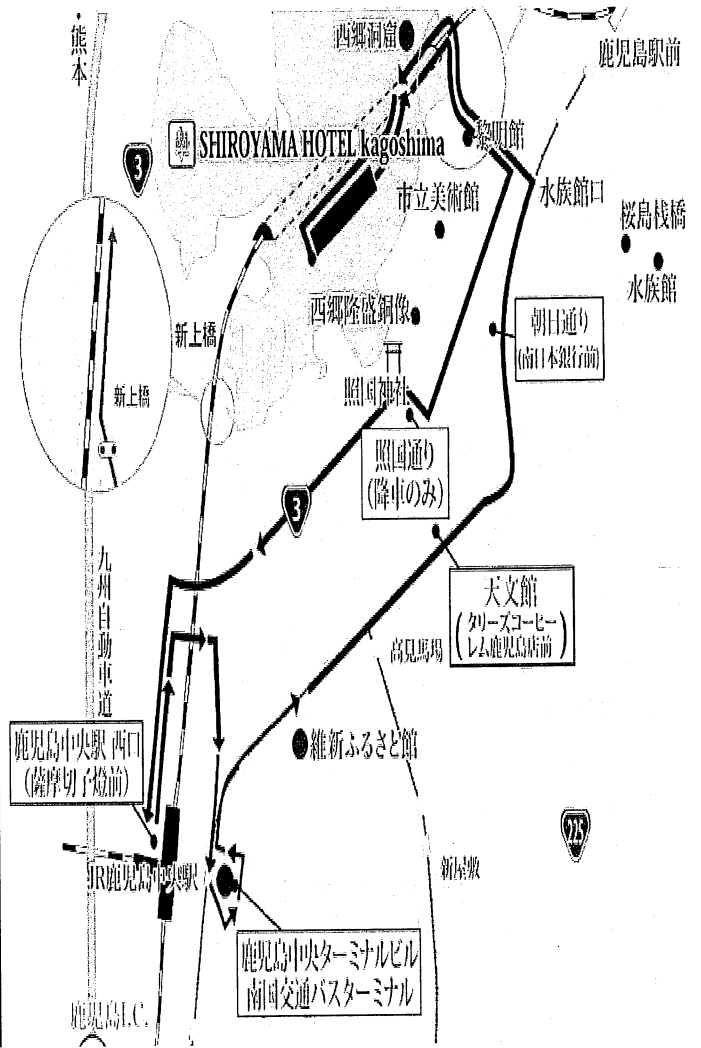 熊本
西郷洞窟
鹿児島駅前
SHIROYAMA HOTEL kagoshima
3
黎明館
水族館口
市立美術館
桜島桟橋
水族館
朝日通り
(南日本銀行前)
西郷隆盛銅像
新上橋
新上橋
照国神社
照国通り
(降車のみ)
3
天文館
(タリーズコーヒー
レム鹿児島店前)
高見馬場
九州自動車道
鹿児島中央駅 西口
(薩摩切子燈前)
維新ふるさと館
225
新屋敷
JR鹿児島中央駅
鹿児島中央ターミナルビル
南国交通バスターミナル
鹿児島I.C.